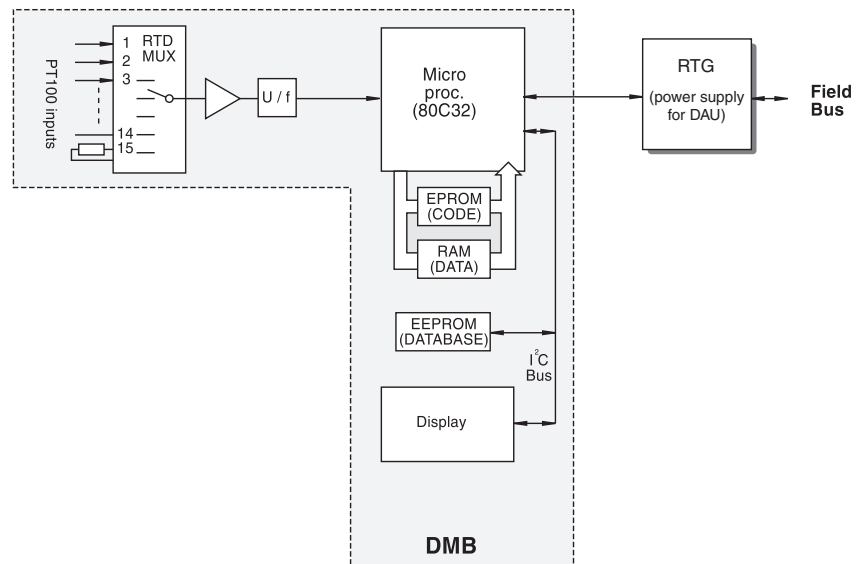 PT100 inputs
1
2
3
14
15
RTD
MUX
U / f
Micro
proc.
(80C32)
RTG
(power supply
for DAU)
Field
Bus
EPROM
(CODE)
RAM
(DATA)
EEPROM
(DATABASE)
I²C
Bus
Display
DMB